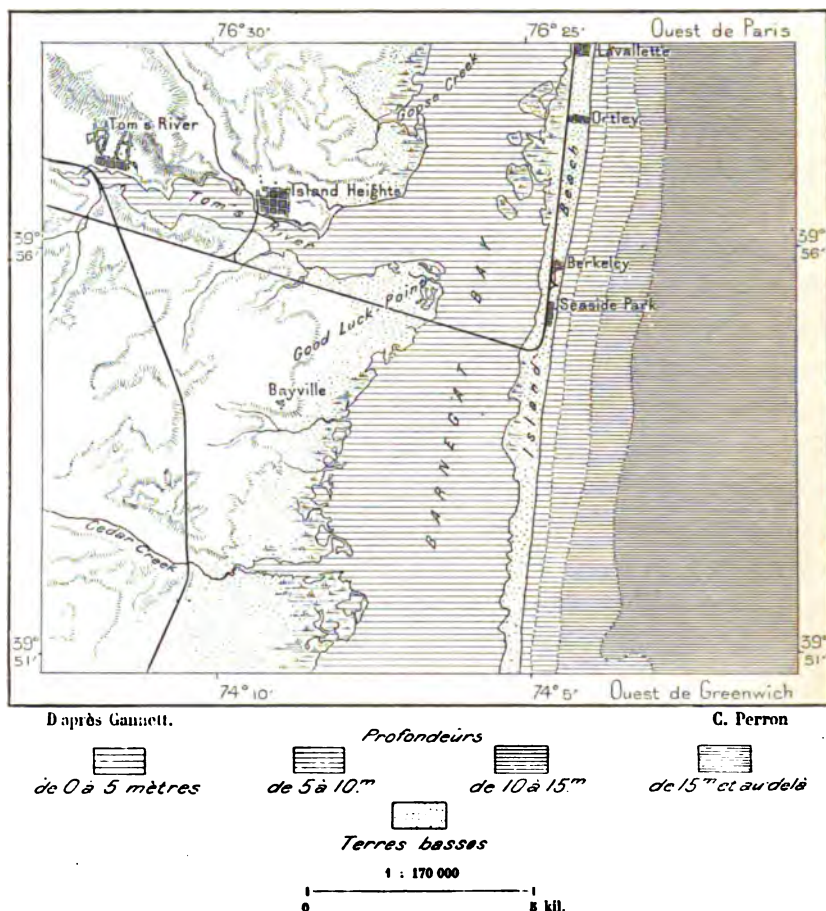 76° 30'
76° 25'
Ouest de Paris
Lavallette
Goose Creek
Ortley
Tom's River
Island Heights
Tom's River
Island Beach
39° 56'
39° 56'
Berkeley
Seaside Park
Good Luck Point
BARNEGAT BAY
Bayville
Cedar Creek
39° 51'
39° 51'
74° 10'
74° 5'
Ouest de Greenwich
D'après Gannett.
C. Perron
Profondeurs
de 0 à 5 mètres
de 5 à 10m
de 10 à 15m
de 15m et au delà
Terres basses
1 : 170 000
0
5 kil.